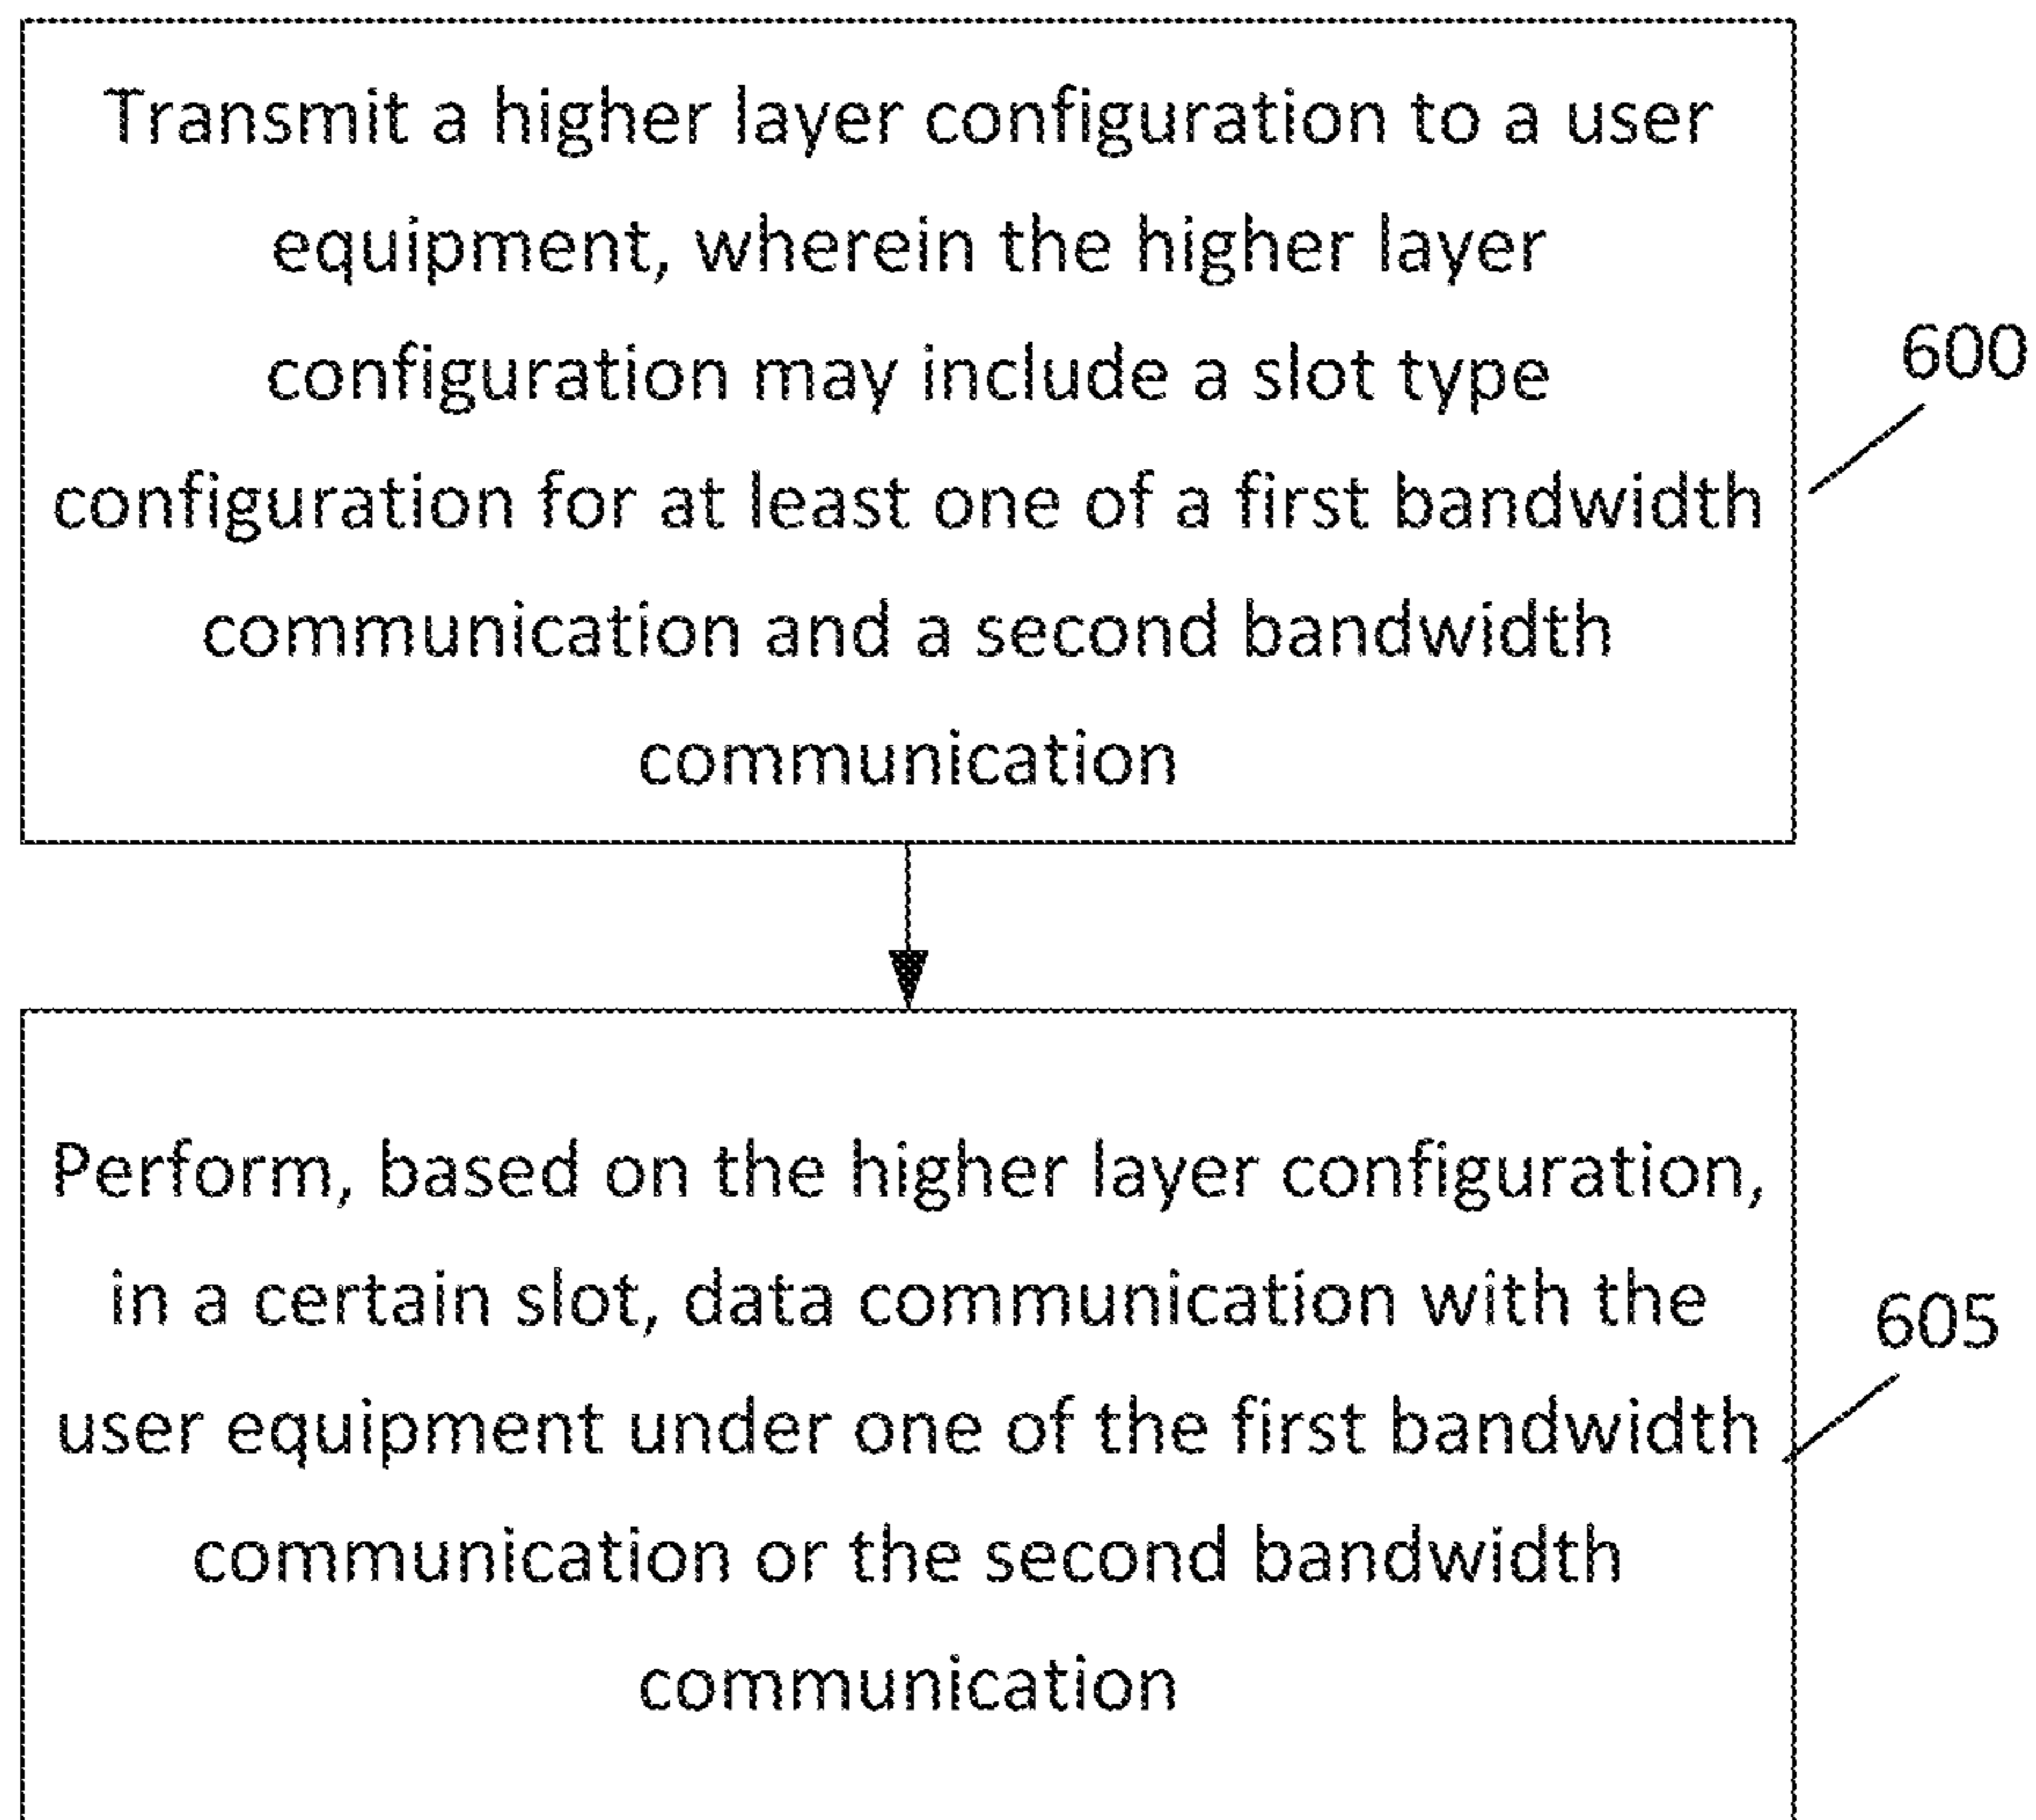 Transmit a higher layer configuration to a user
equipment, wherein the higher layer
configuration may include a slot type
configuration for at least one of a first bandwidth
communication and a second bandwidth
communication
600
Perform, based on the higher layer configuration,
in a certain slot, data communication with the
user equipment under one of the first bandwidth
communication or the second bandwidth
communication
605